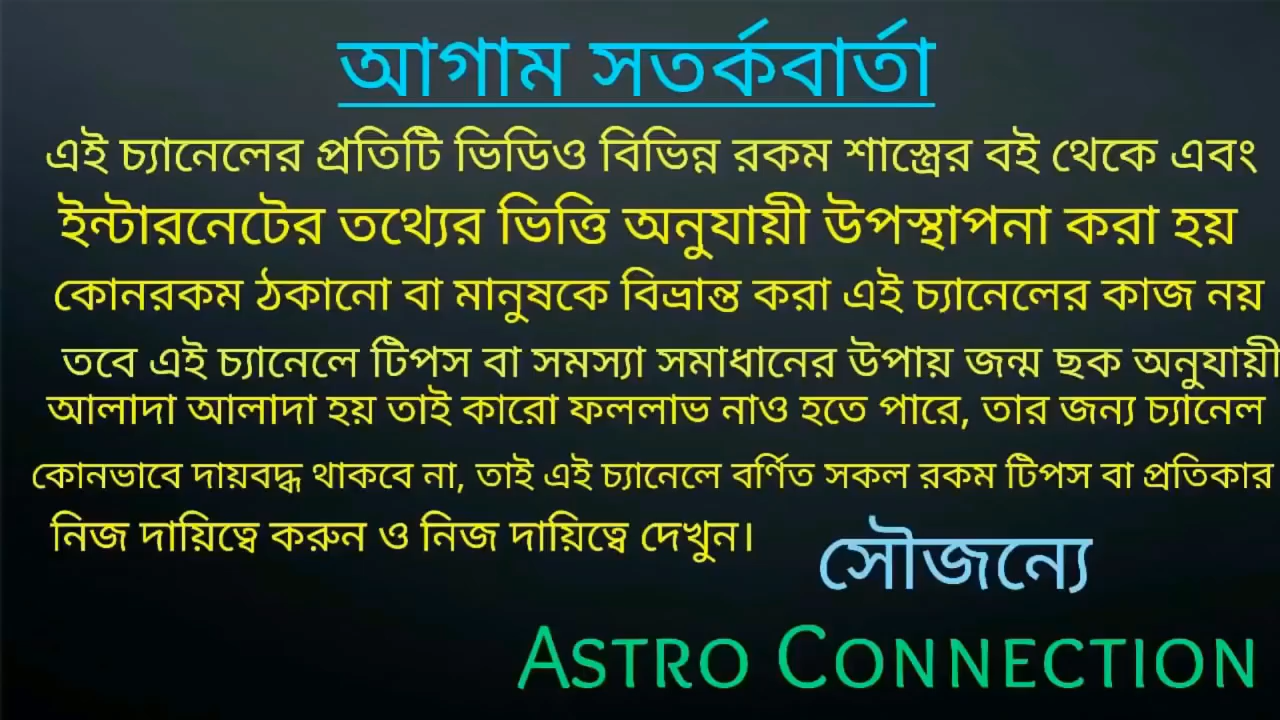 আগাম সতর্কবার্তা
এই চ্যানেলের প্রতিটি ভিডিও বিভিন্ন রকম শাস্ত্রের বই থেকে এবং
ইন্টারনেটের তথ্যের ভিত্তি অনুযায়ী উপস্থাপনা করা হয়
কোনরকম ঠকানো বা মানুষকে বিভ্রান্ত করা এই চ্যানেলের কাজ নয়
তবে এই চ্যানেলে টিপস বা সমস্যা সমাধানের উপায় জন্ম ছক অনুযায়ী
আলাদা আলাদা হয় তাই কারো ফললাভ নাও হতে পারে, তার জন্য চ্যানেল
কোনভাবে দায়বদ্ধ থাকবে না, তাই এই চ্যানেলে বর্ণিত সকল রকম টিপস বা প্রতিকার
নিজ দায়িত্বে করুন ও নিজ দায়িত্বে দেখুন।
সৌজন্যে
ASTRO CONNECTION